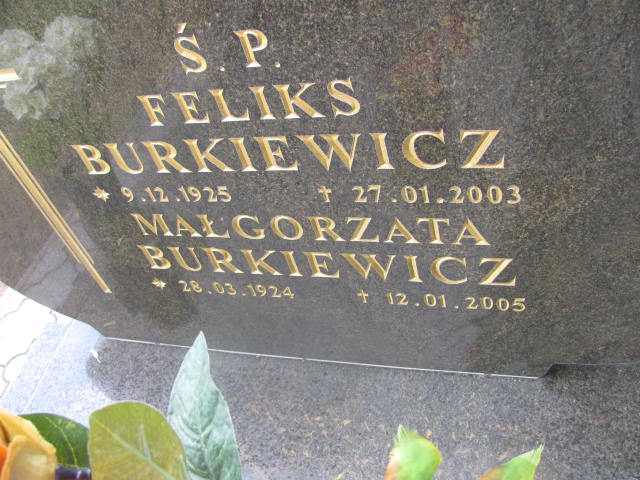 Ś.P.
FELIKS
BURKIEWICZ
* 9.12.1925 † 27.01.2003
MAŁGORZATA
BURKIEWICZ
* 28.03.1924 † 12.01.2005